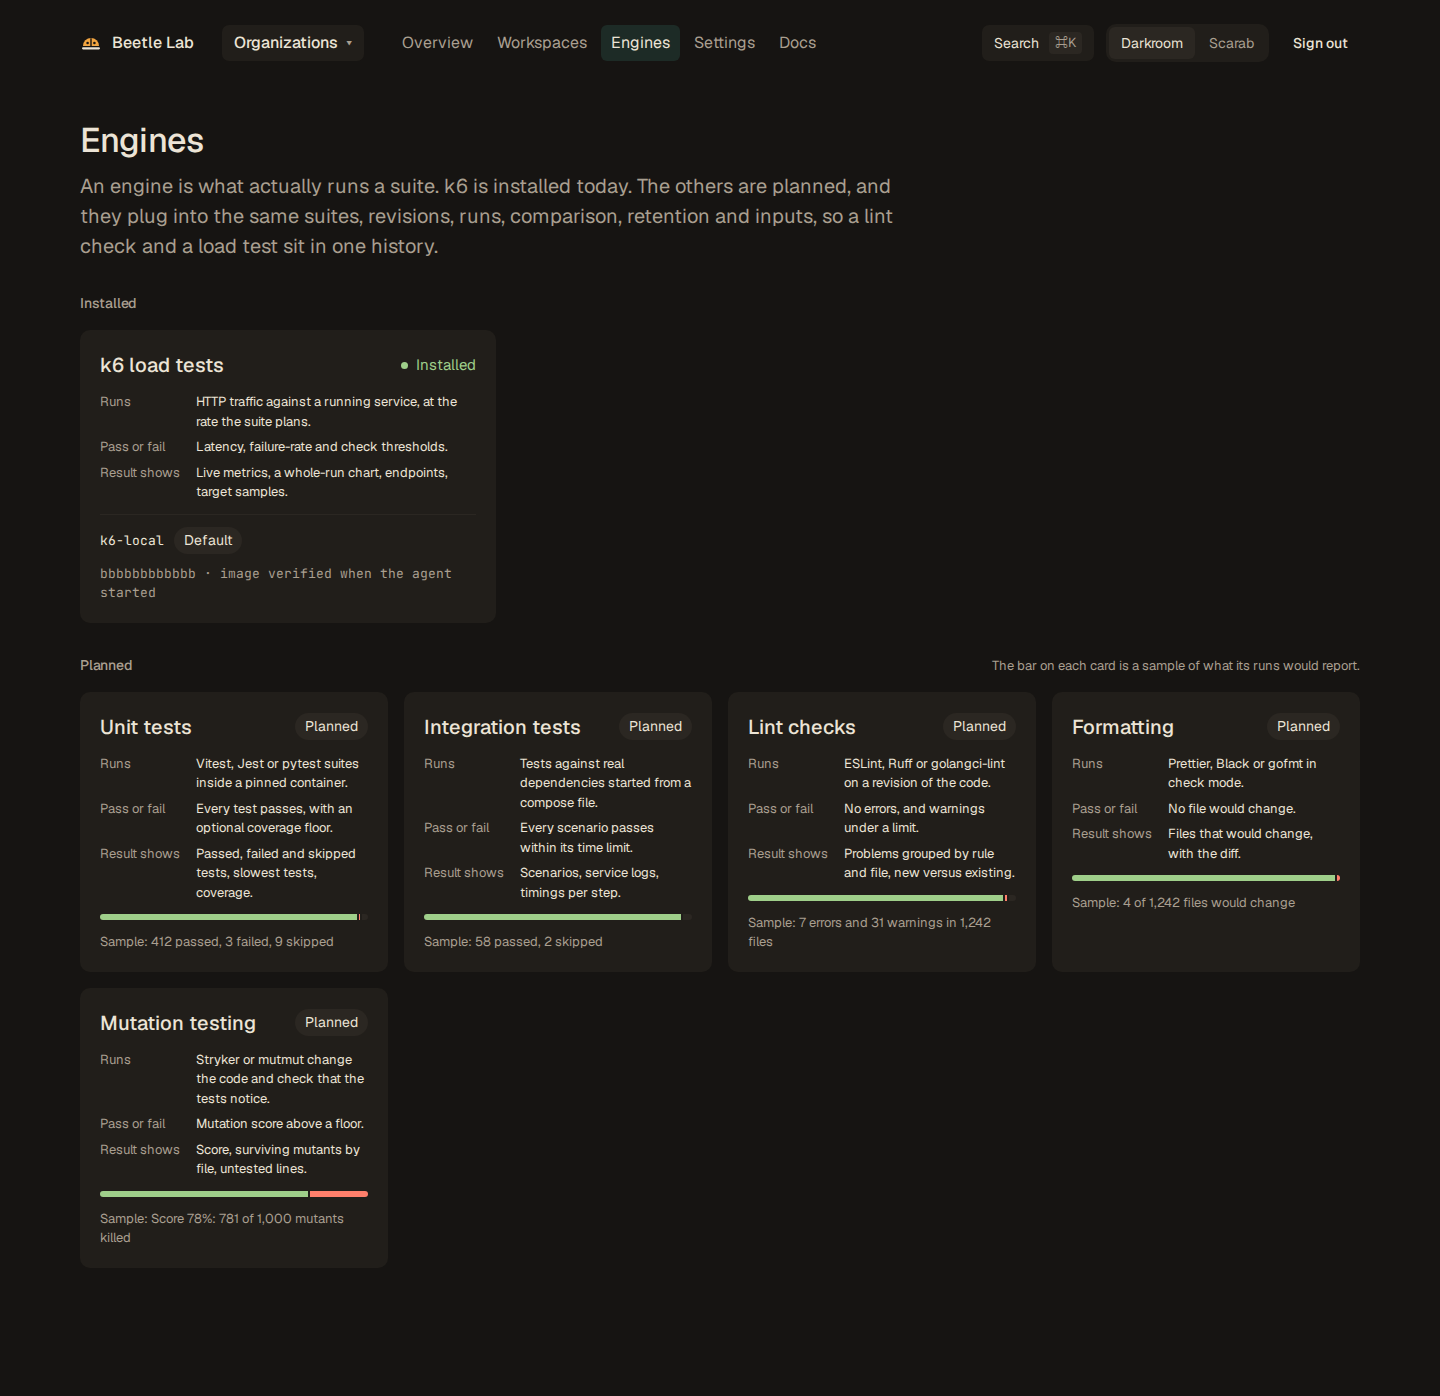 Beetle Lab
Organizations
Overview
Workspaces
Engines
Settings
Docs
Search ⌘K
Darkroom
Scarab
Sign out
Engines
An engine is what actually runs a suite. k6 is installed today. The others are planned, and
they plug into the same suites, revisions, runs, comparison, retention and inputs, so a lint
check and a load test sit in one history.
Installed
k6 load tests
Installed
Runs
HTTP traffic against a running service, at the
rate the suite plans.
Pass or fail
Latency, failure-rate and check thresholds.
Result shows
Live metrics, a whole-run chart, endpoints,
target samples.
k6-local
Default
bbbbbbbbbbbb · image verified when the agent
started
Planned
The bar on each card is a sample of what its runs would report.
Unit tests
Planned
Runs
Vitest, Jest or pytest suites
inside a pinned container.
Pass or fail
Every test passes, with an
optional coverage floor.
Result shows
Passed, failed and skipped
tests, slowest tests,
coverage.
Sample: 412 passed, 3 failed, 9 skipped
Integration tests
Planned
Runs
Tests against real
dependencies started from a
compose file.
Pass or fail
Every scenario passes
within its time limit.
Result shows
Scenarios, service logs,
timings per step.
Sample: 58 passed, 2 skipped
Lint checks
Planned
Runs
ESLint, Ruff or golangci-lint
on a revision of the code.
Pass or fail
No errors, and warnings
under a limit.
Result shows
Problems grouped by rule
and file, new versus existing.
Sample: 7 errors and 31 warnings in 1,242
files
Formatting
Planned
Runs
Prettier, Black or gofmt in
check mode.
Pass or fail
No file would change.
Result shows
Files that would change,
with the diff.
Sample: 4 of 1,242 files would change
Mutation testing
Planned
Runs
Stryker or mutmut change
the code and check that the
tests notice.
Pass or fail
Mutation score above a floor.
Result shows
Score, surviving mutants by
file, untested lines.
Sample: Score 78%: 781 of 1,000 mutants
killed